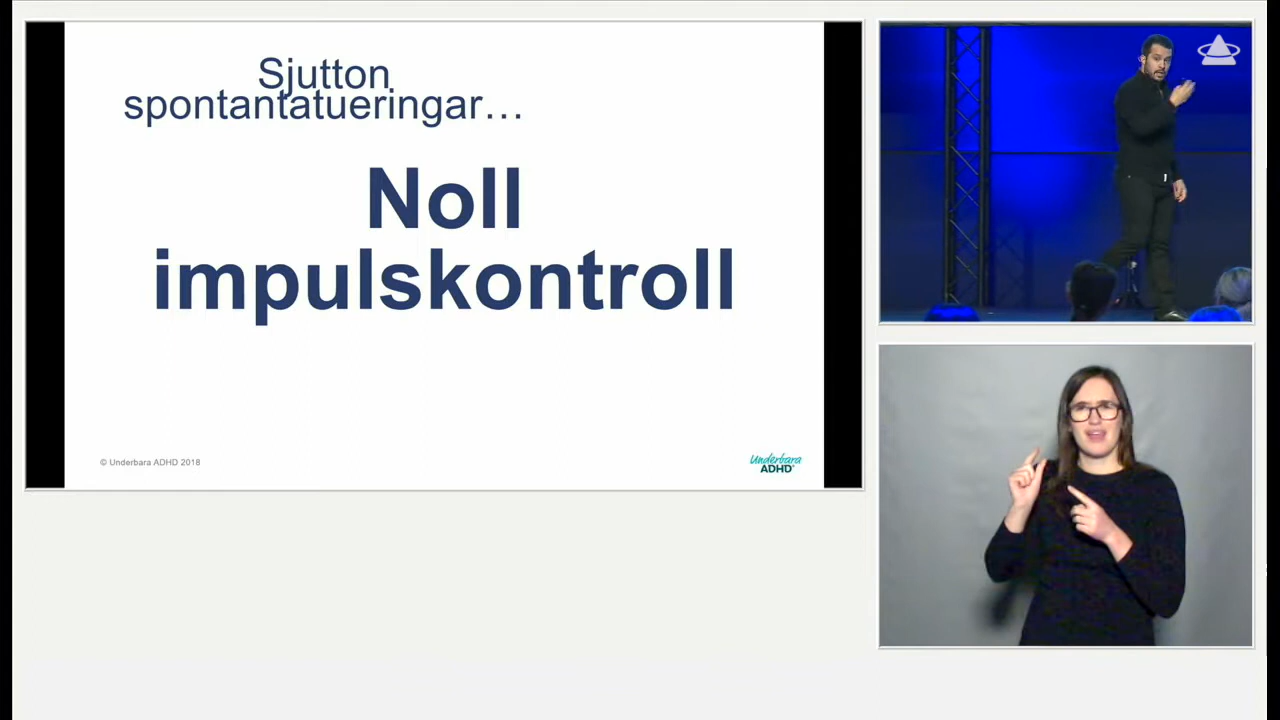 Sjutton
spontantatueringar…
Noll
impulskontroll
© Underbara ADHD 2018
Underbara
ADHD